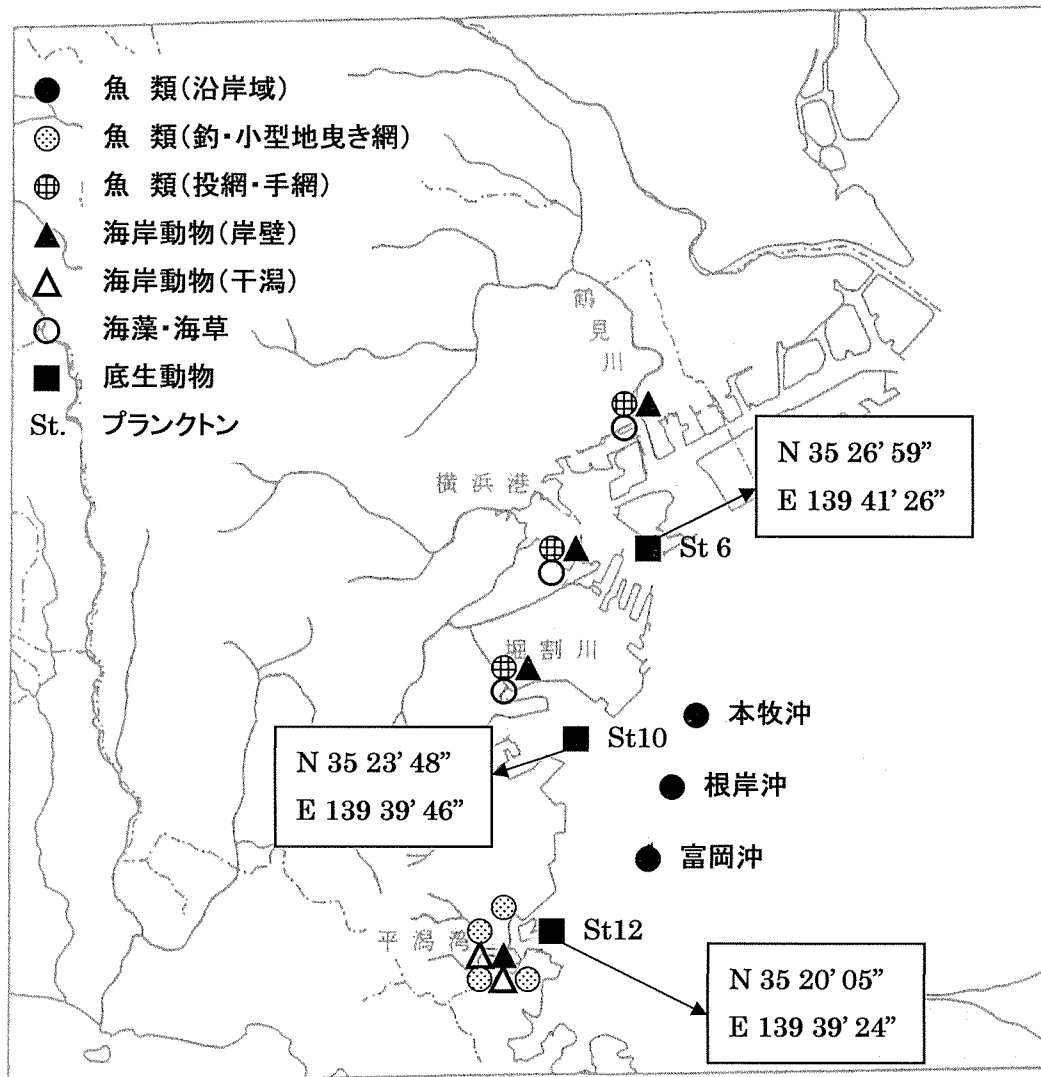 魚 類(沿岸域)
魚 類(釣・小型地曳き網)
魚 類(投網・手網)
海岸動物(岸壁)
海岸動物(干潟)
海藻・海草
底生動物
St. プランクトン
鶴見川
横浜港
N 35 26' 59”
E 139 41' 26”
St 6
堀割川
本牧沖
St10
N 35 23' 48”
E 139 39' 46”
根岸沖
富岡沖
平潟湾
St12
N 35 20' 05”
E 139 39' 24”